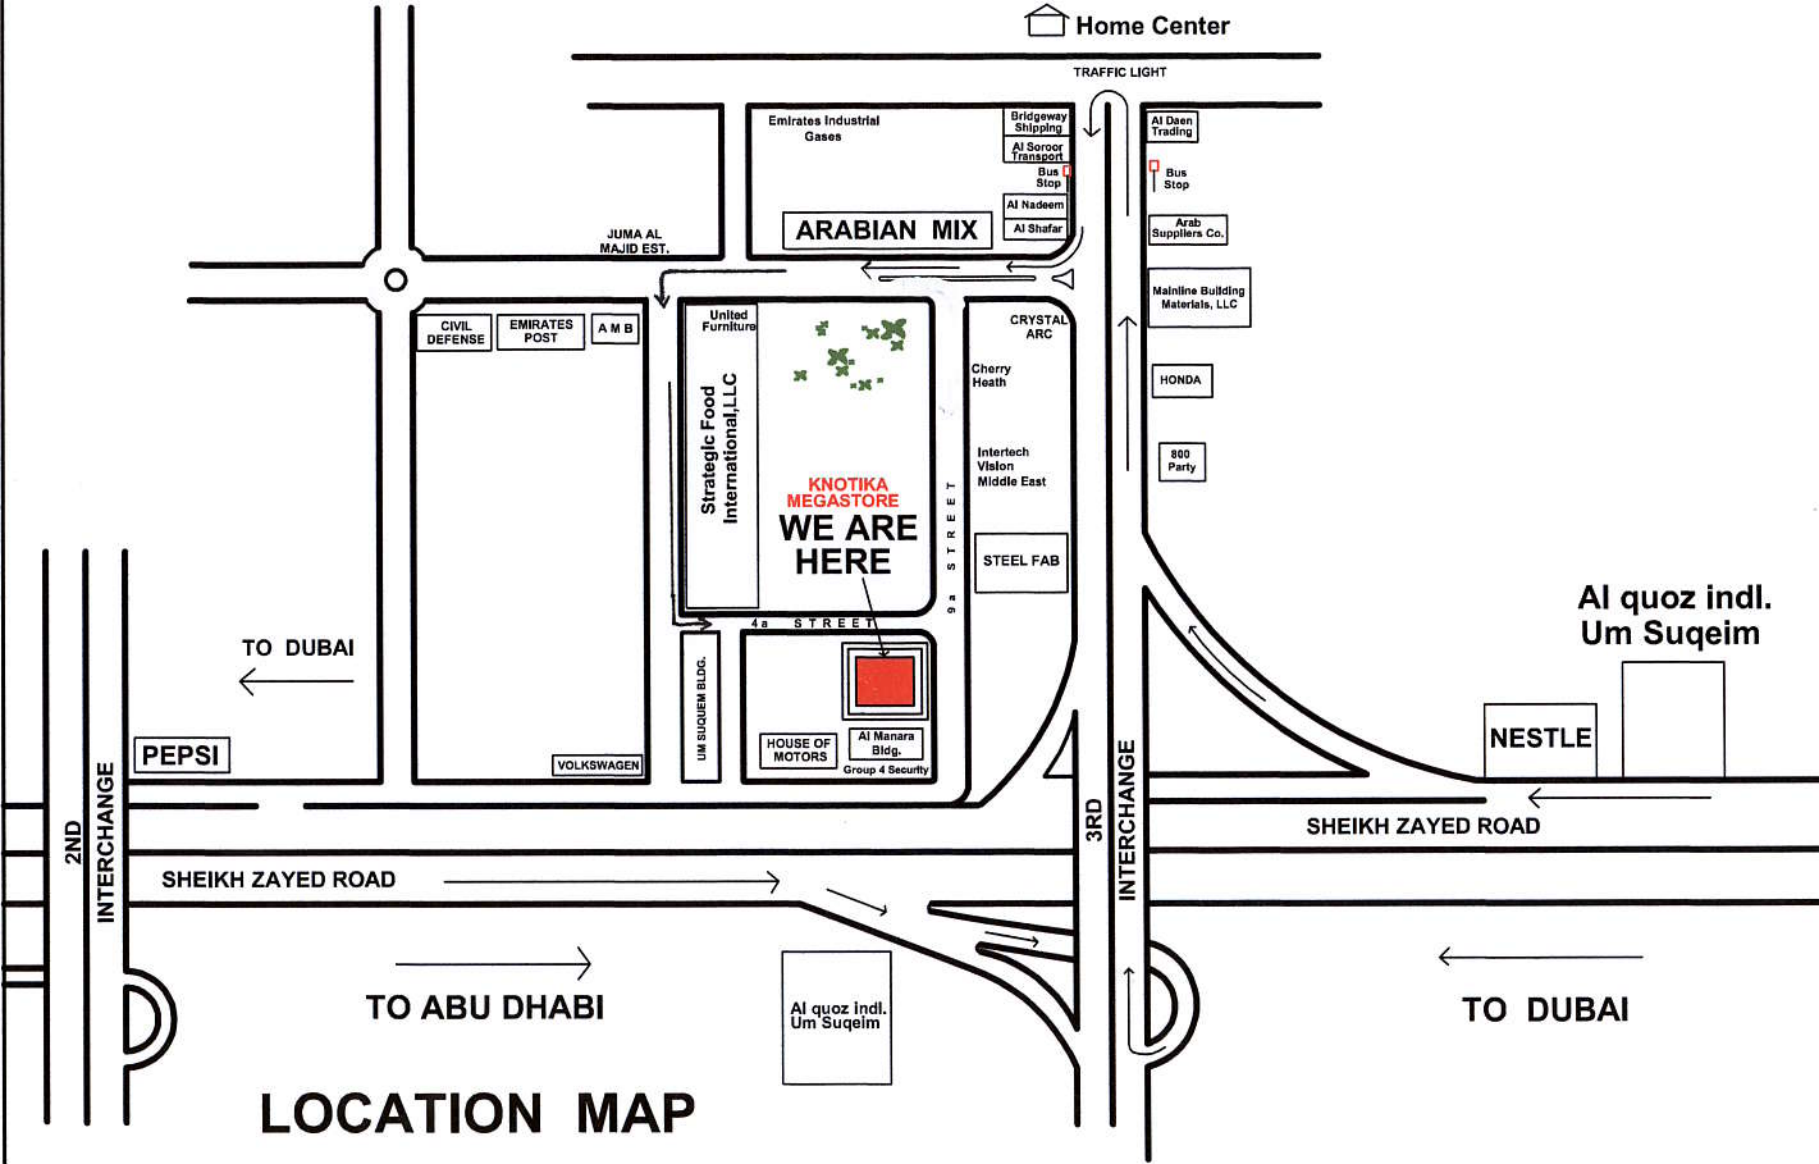 Home Center
TRAFFIC LIGHT
Emirates Industrial
Gases
Bridgeway
Shipping
Al Soroor
Transport
Bus
Stop
Al Nadeem
Al Shafar
Al Daen
Trading
Bus
Stop
Arab
Suppliers Co.
ARABIAN MIX
JUMA AL
MAJID EST.
Mainline Building
Materials, LLC
CIVIL
DEFENSE
EMIRATES
POST
A M B
United
Furniture
CRYSTAL
ARC
Cherry
Heath
HONDA
Strategic Food
International,LLC
Intertech
Vision
Middle East
800
Party
KNOTIKA
MEGASTORE
WE ARE
HERE
9a STREET
STEEL FAB
4a STREET
Al quoz indl.
Um Suqeim
TO DUBAI
UM SUQUEM BLDG.
PEPSI
VOLKSWAGEN
HOUSE OF
MOTORS
Al Manara
Bldg.
Group 4 Security
NESTLE
2ND
INTERCHANGE
3RD
INTERCHANGE
SHEIKH ZAYED ROAD
SHEIKH ZAYED ROAD
TO ABU DHABI
Al quoz indl.
Um Suqeim
TO DUBAI
LOCATION MAP